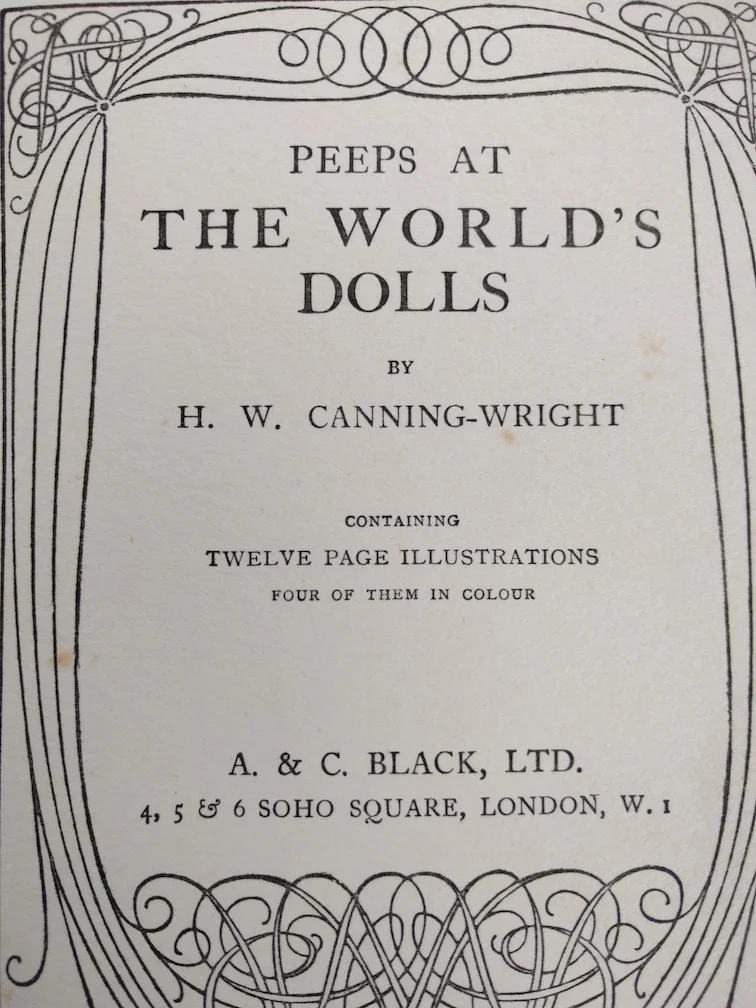 PEEPS AT
THE WORLD'S
DOLLS
BY
H. W. CANNING-WRIGHT
CONTAINING
TWELVE PAGE ILLUSTRATIONS
FOUR OF THEM IN COLOUR
A. & C. BLACK, LTD.
4, 5 & 6 SOHO SQUARE, LONDON, W. 1